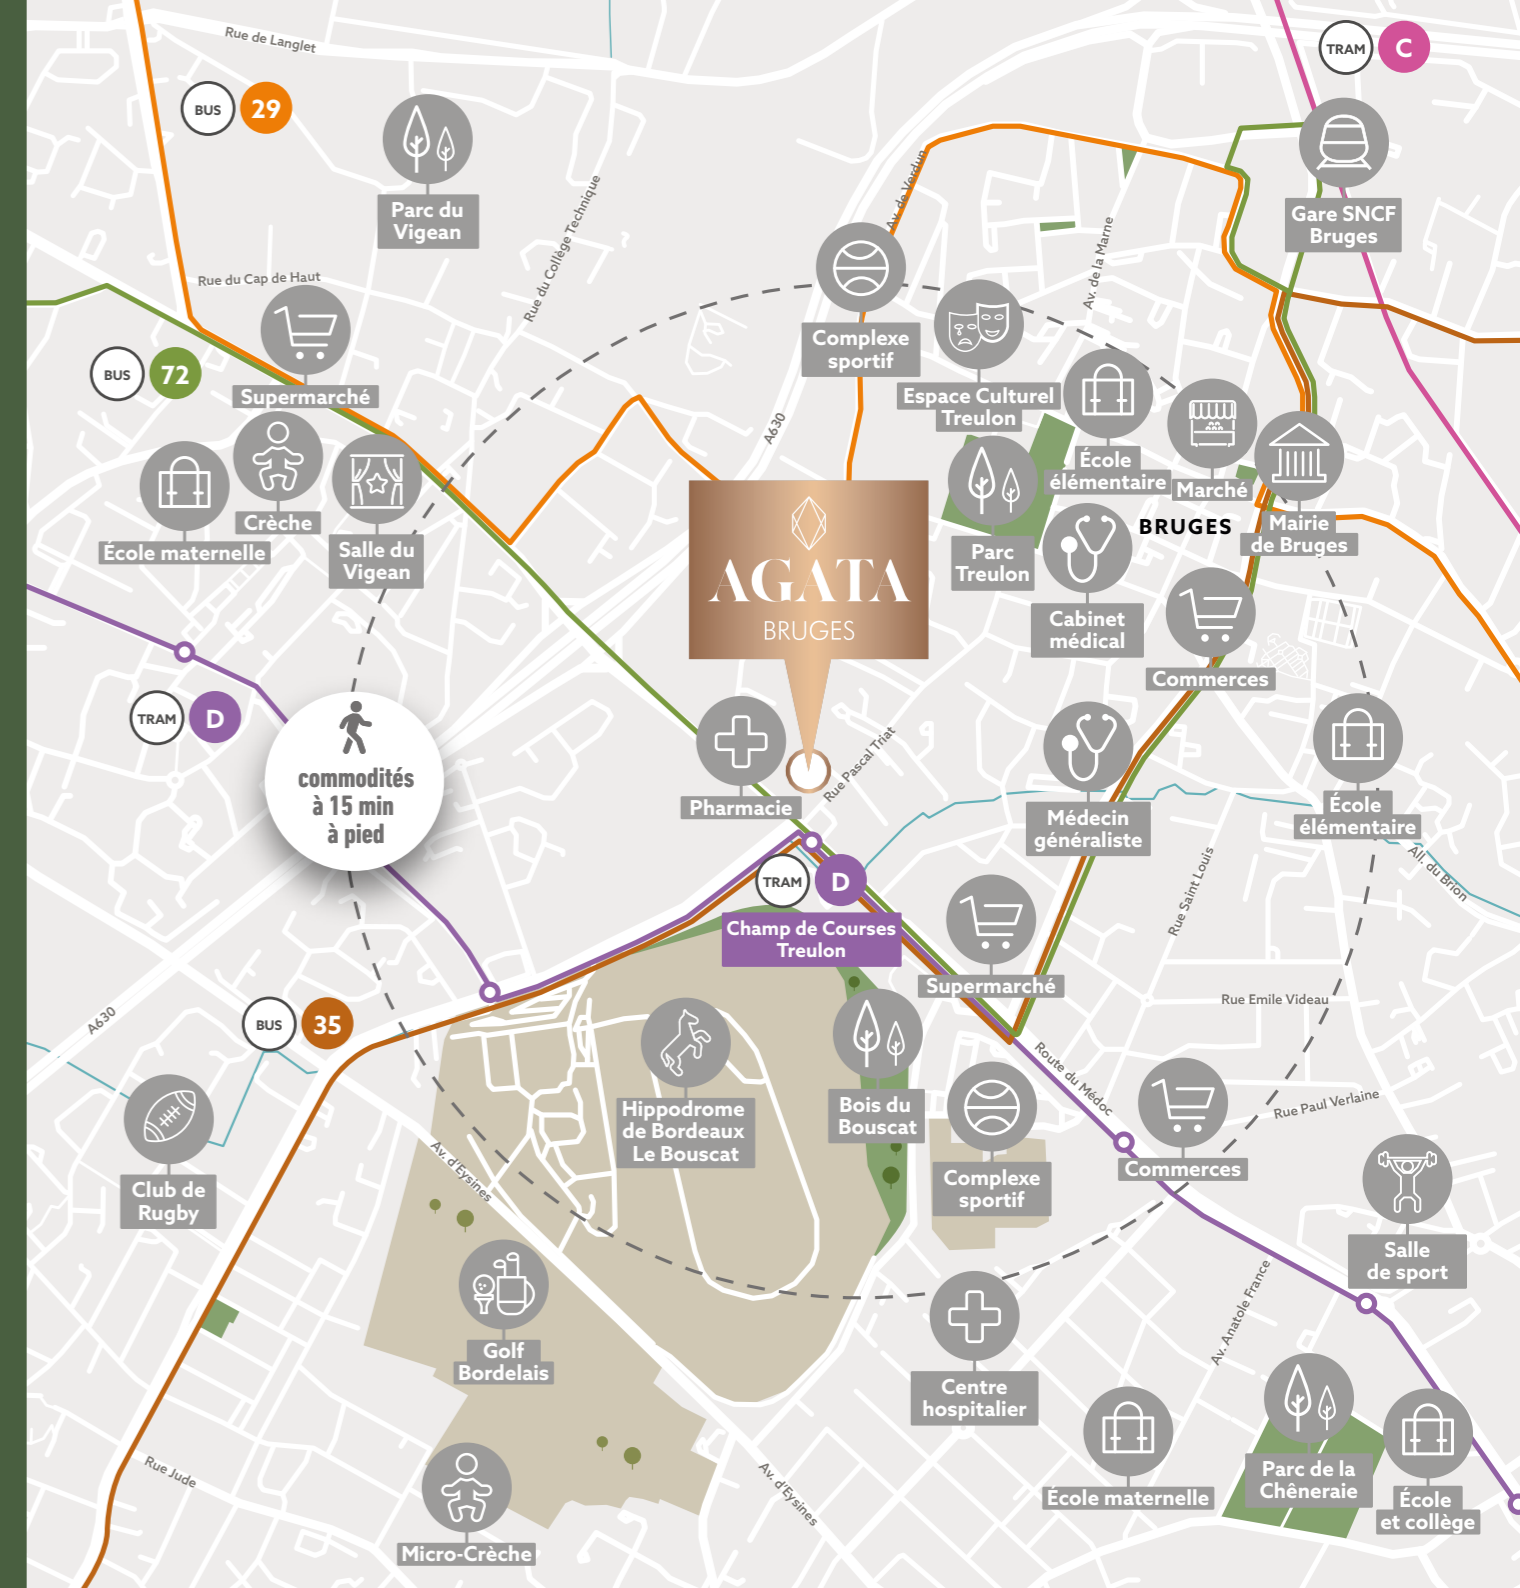 Rue de Langlet
TRAM
C
BUS
29
Parc du
Vigean
Rue du Collège Technique
Av. de Verdun
Av. de la Marne
Gare SNCF
Bruges
Rue du Cap de Haut
Supermarché
BUS
72
Complexe
sportif
Espace Culturel
Treulon
A630
École
élémentaire
Marché
Crèche
École maternelle
Salle du
Vigean
BRUGES
Mairie
de Bruges
Parc
Treulon
AGATA
BRUGES
Cabinet
médical
Commerces
TRAM
D
commodités
à 15 min
à pied
Rue Pascal Triat
Pharmacie
Médecin
généraliste
École
élémentaire
All. du Brion
Rue Saint Louis
TRAM
D
Champ de Courses
Treulon
Supermarché
Rue Emile Videau
A630
BUS
35
Route du Médoc
Rue Paul Verlaine
Hippodrome
de Bordeaux
Le Bouscat
Bois du
Bouscat
Commerces
Av. d'Eysines
Club de
Rugby
Complexe
sportif
Salle
de sport
Av. Anatole France
Golf
Bordelais
Centre
hospitalier
Rue Jude
Av. d'Eysines
École maternelle
Parc de la
Chêneraie
École
et collège
Micro-Crèche